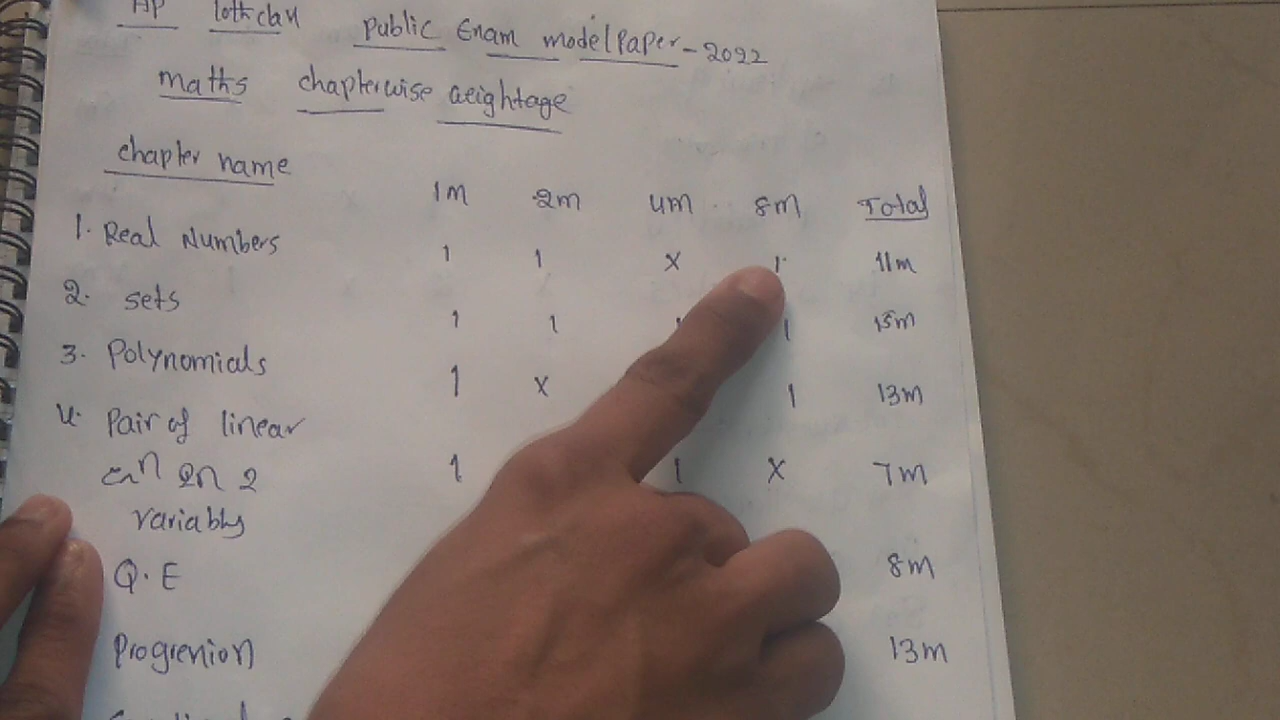 AP 10th class Public Exam model Paper - 2022
maths chapterwise weightage
chapter name
1M 2M 4M 8M Total
1. Real Numbers 1 1 X 1 11m
2. sets 1 1 1 1 15m
3. Polynomials 1 X 1 13m
4. Pair of linear
eqn in 2 1 1 X 7m
variables
Q.E 8m
Progression 13m